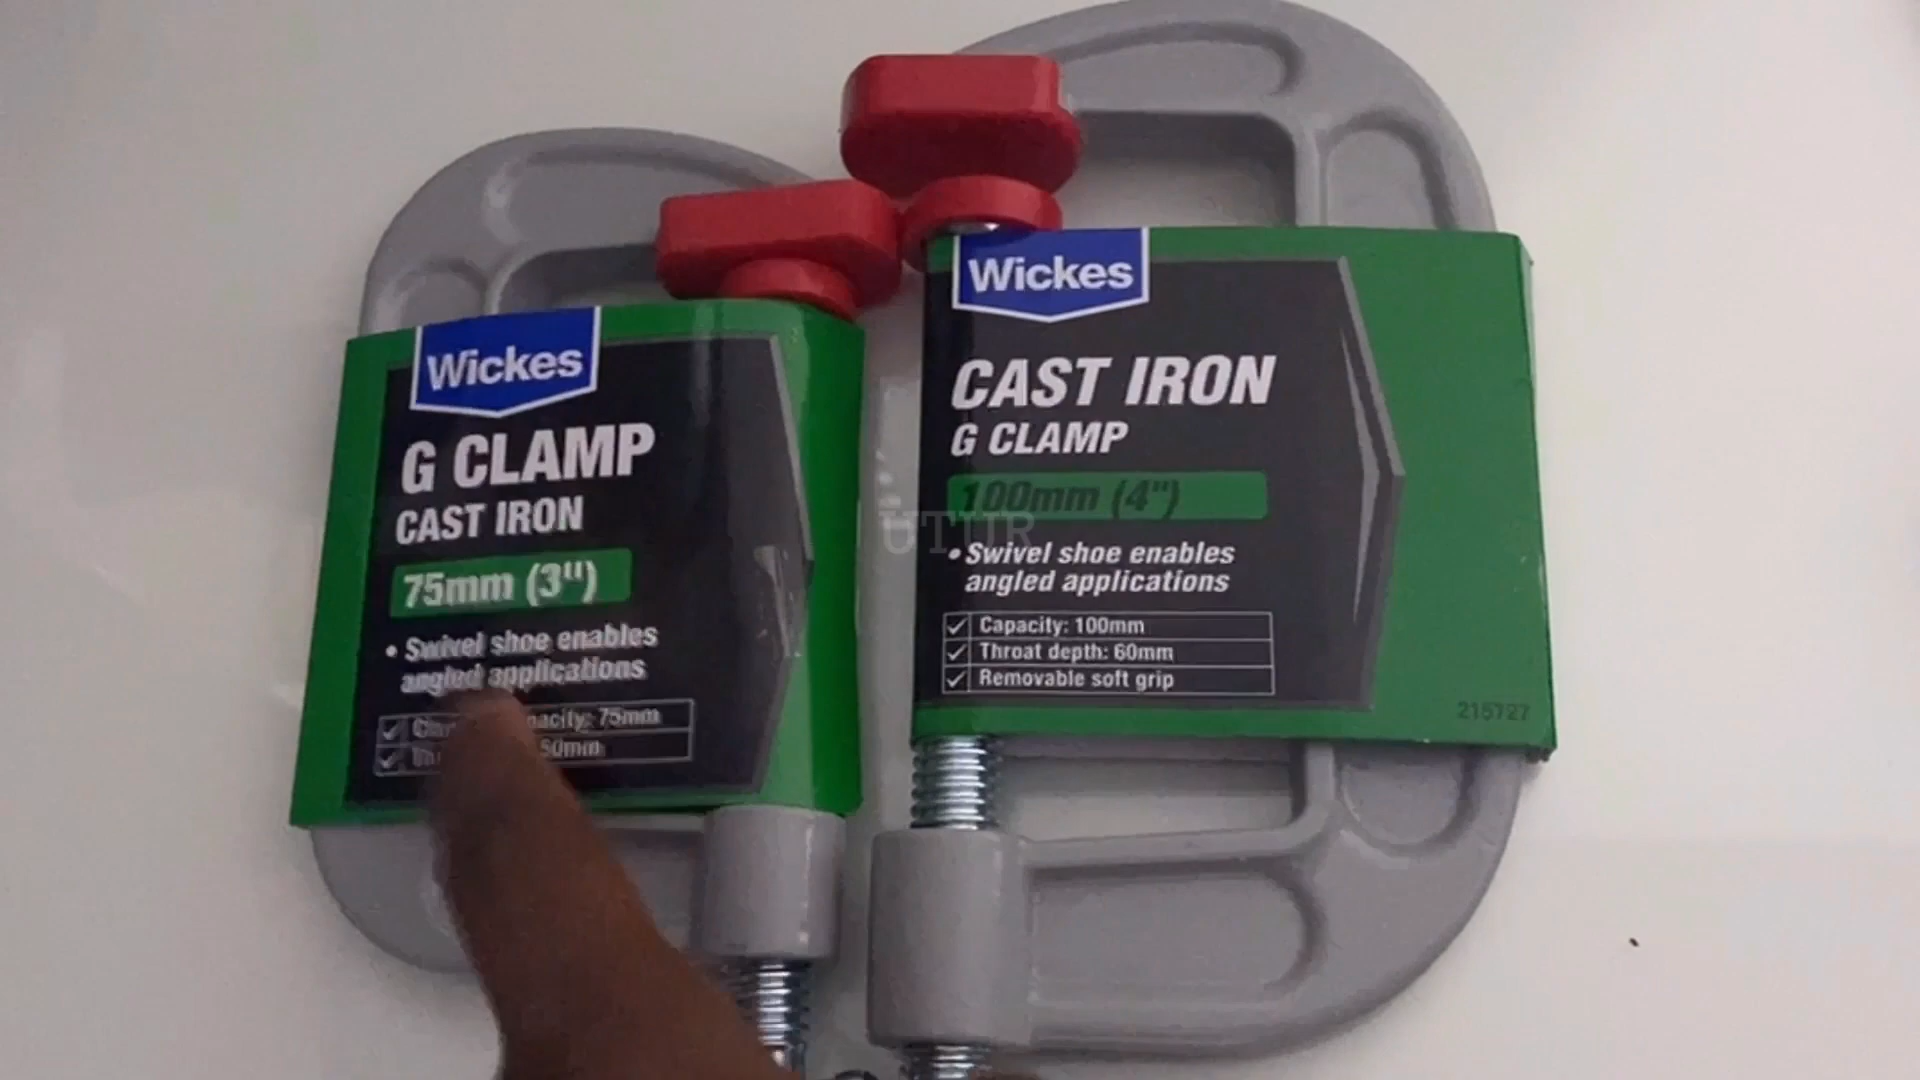 Wickes
G CLAMP
CAST IRON
75mm (3")
• Swivel shoe enables
angled applications
acity: 75mm
50mm
Wickes
CAST IRON
G CLAMP
100mm (4")
• Swivel shoe enables
angled applications
Capacity: 100mm
Throat depth: 60mm
Removable soft grip
215727
UTUR